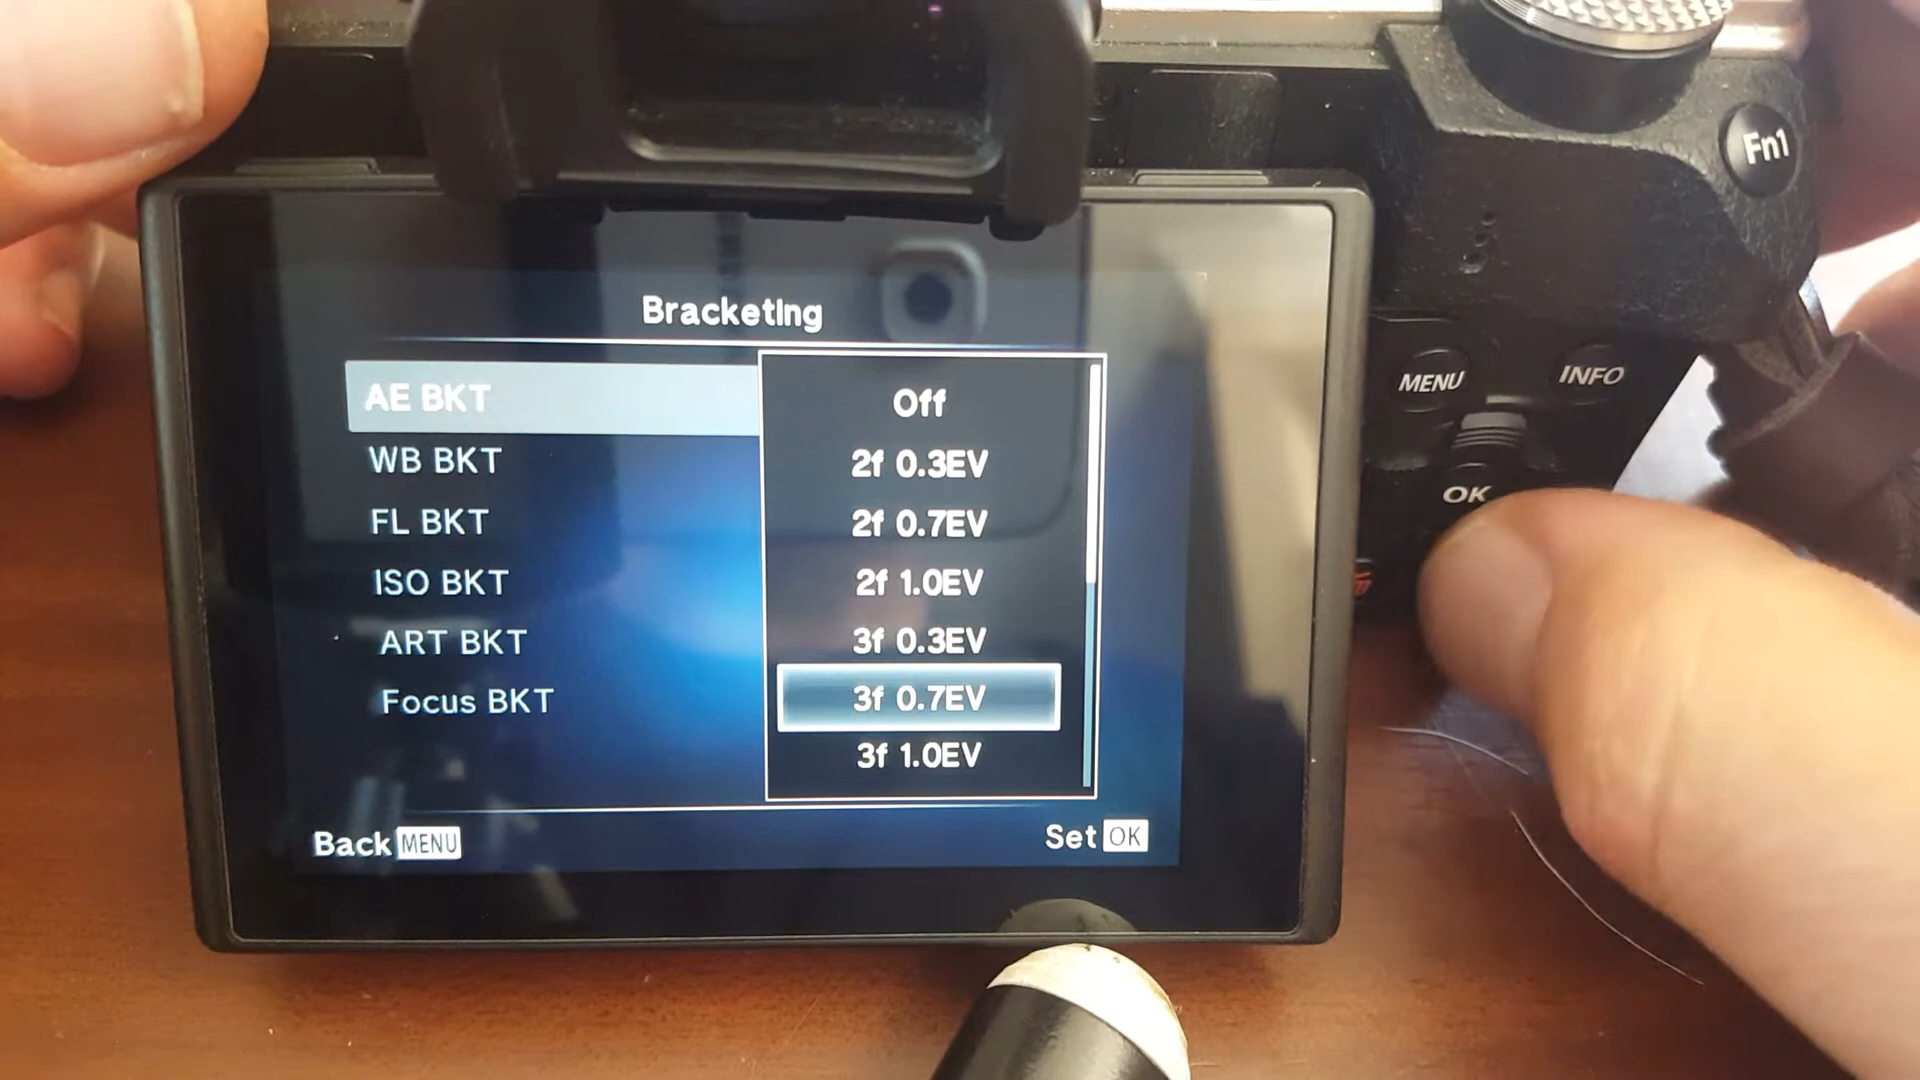 Fn1
Bracketing
AE BKT
Off
WB BKT
2f 0.3EV
FL BKT
2f 0.7EV
ISO BKT
2f 1.0EV
ART BKT
3f 0.3EV
Focus BKT
3f 0.7EV
3f 1.0EV
Back MENU
Set OK
MENU
INFO
OK